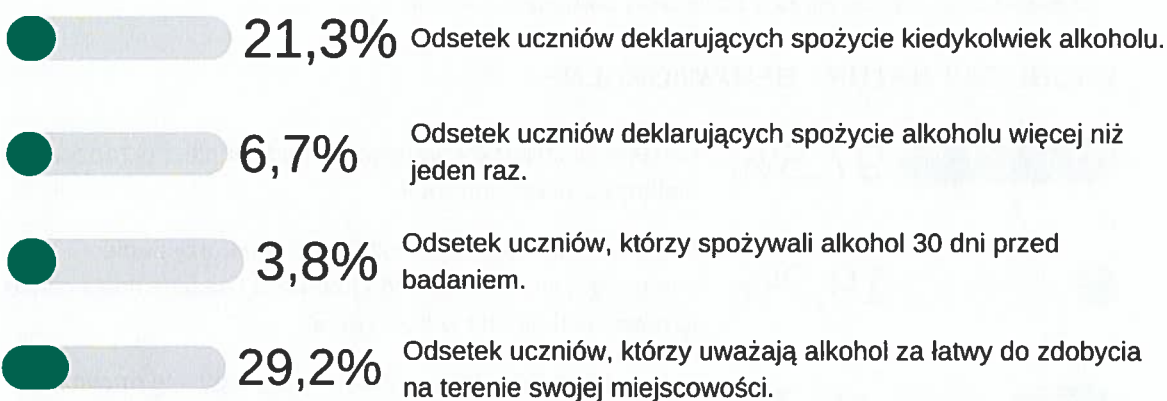 21,3% Odsetek uczniów deklarujących spożycie kiedykolwiek alkoholu.
6,7% Odsetek uczniów deklarujących spożycie alkoholu więcej niż
jeden raz.
3,8% Odsetek uczniów, którzy spożywali alkohol 30 dni przed
badaniem.
29,2% Odsetek uczniów, którzy uważają alkohol za łatwy do zdobycia
na terenie swojej miejscowości.